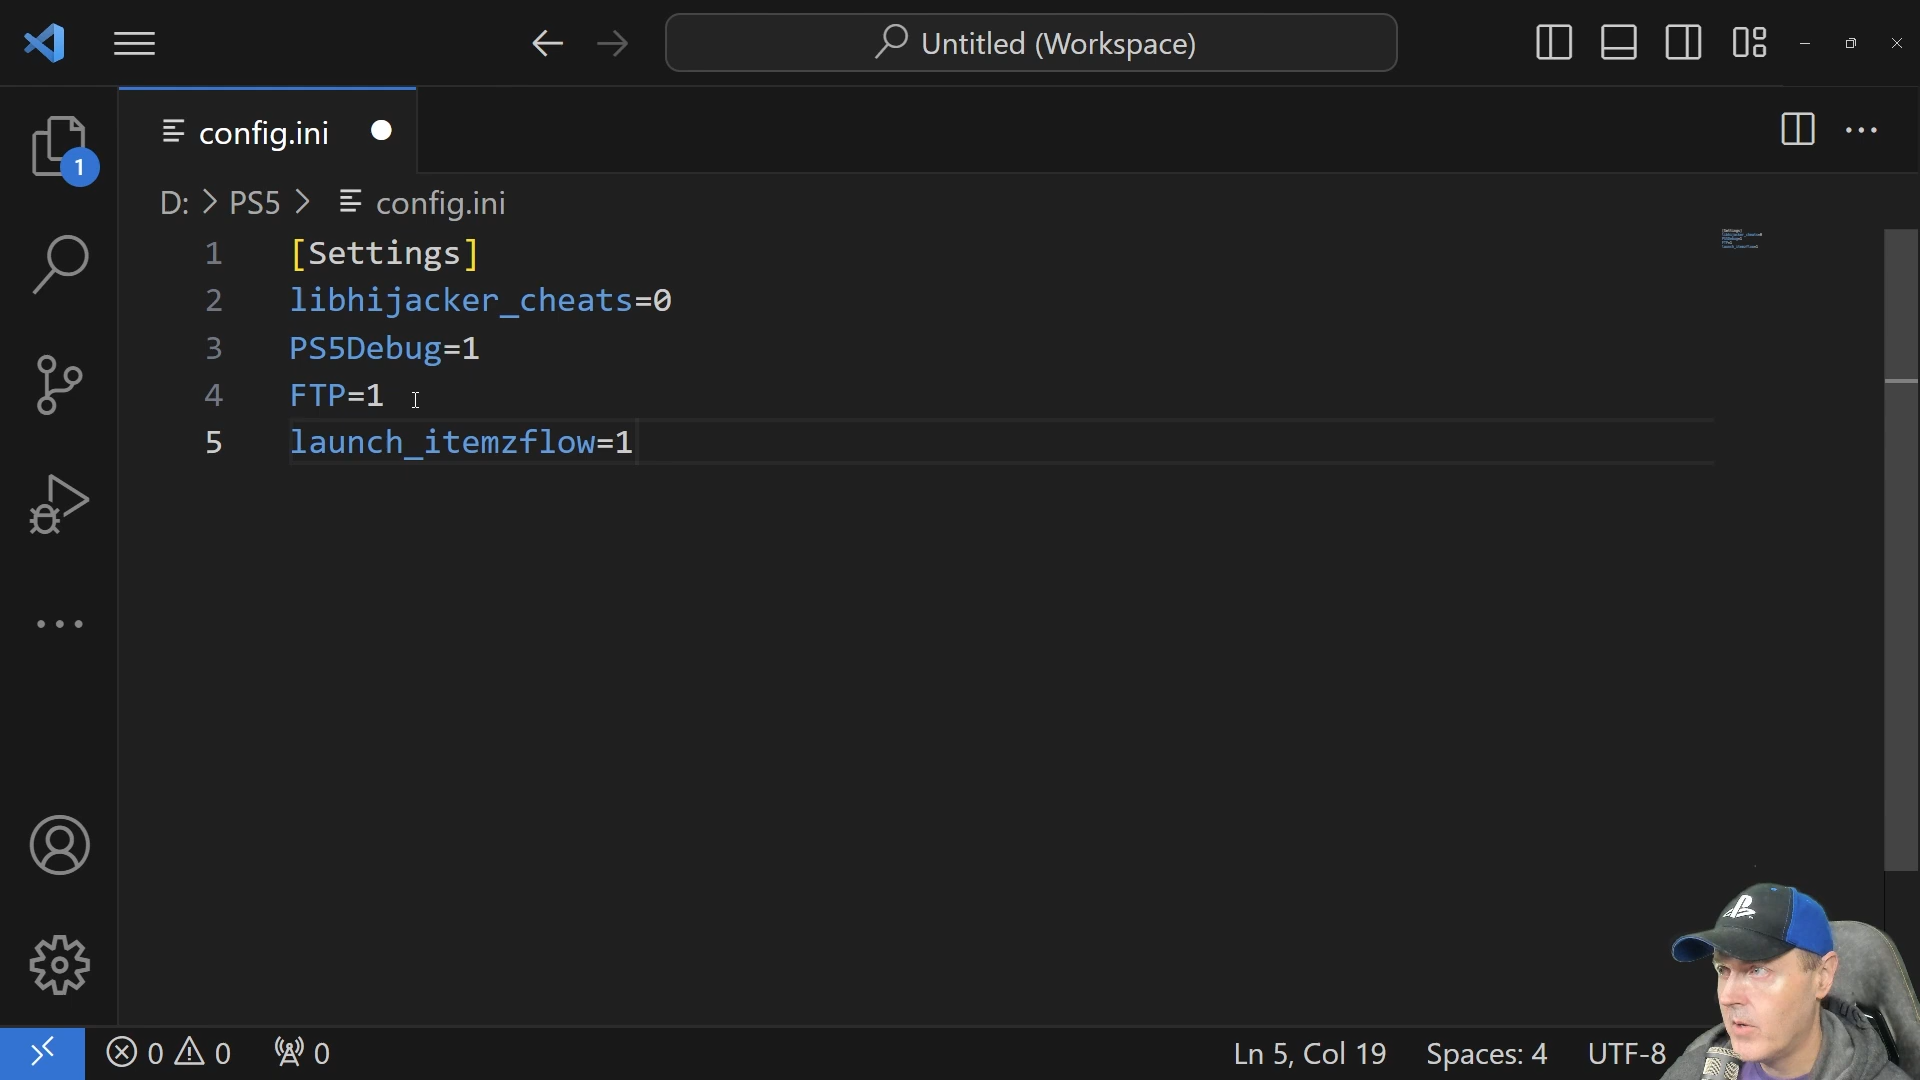 Untitled (Workspace)
config.ini
1
D: > PS5 > config.ini
1 [Settings]
2 libhijacker_cheats=0
3 PS5Debug=1
4 FTP=1
5 launch_itemzflow=1
0 0 0
Ln 5, Col 19 Spaces: 4 UTF-8